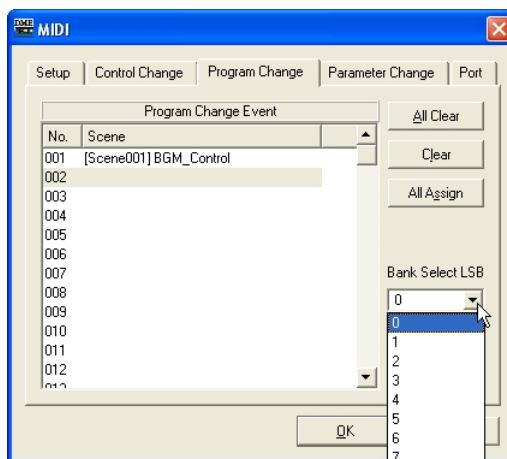 DME
MIDI
Setup Control Change Program Change Parameter Change Port
Program Change Event
All Clear
No. Scene
001 [Scene001] BGM_Control
Clear
002
003
All Assign
004
005
006
007
Bank Select LSB
008
0
009
0
010
1
011
2
012
3
013
4
5
OK
6
7